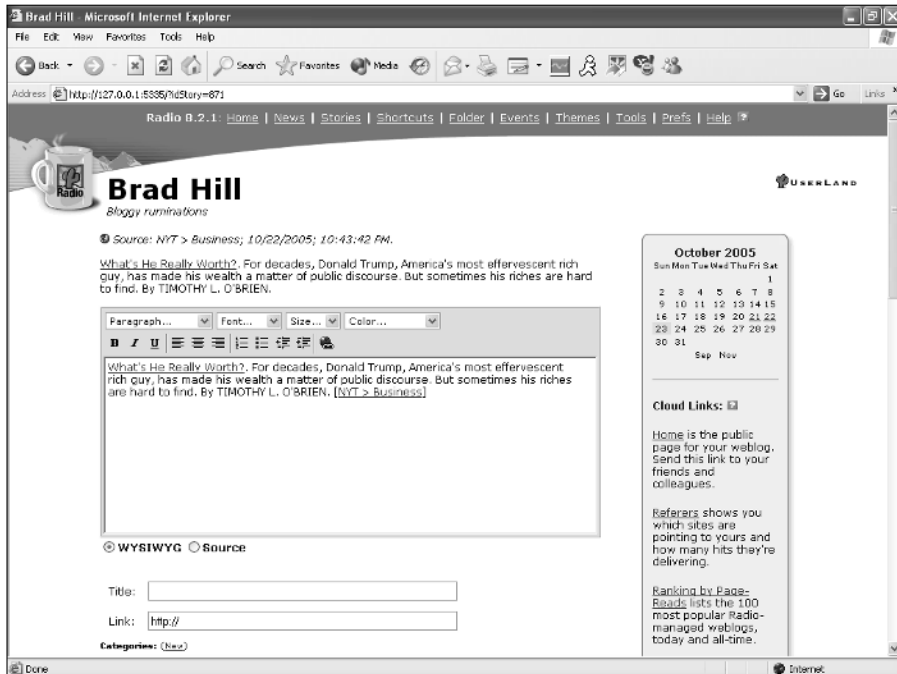 Brad Hill - Microsoft Internet Explorer
File Edit View Favorites Tools Help
Back Search Favorites Media
Address http://127.0.0.1:5335/?idStory=871 Go Links
Radio 8.2.1: Home | News | Stories | Shortcuts | Folder | Events | Themes | Tools | Prefs | Help ?
Radio
Brad Hill
USERLAND
Bloggy ruminations
Source: NYT > Business; 10/22/2005; 10:43:42 PM.
What's He Really Worth?. For decades, Donald Trump, America's most effervescent rich
guy, has made his wealth a matter of public discourse. But sometimes his riches are hard
to find. By TIMOTHY L. O'BRIEN.
Paragraph... Font... Size... Color...
B I U
What's He Really Worth?. For decades, Donald Trump, America's most effervescent
rich guy, has made his wealth a matter of public discourse. But sometimes his riches
are hard to find. By TIMOTHY L. O'BRIEN. [NYT > Business]
WYSIWYG Source
Title:
Link: http://
Categories: (New)
October 2005
Sun Mon Tue Wed Thu Fri Sat
1
2 3 4 5 6 7 8
9 10 11 12 13 14 15
16 17 18 19 20 21 22
23 24 25 26 27 28 29
30 31
Sep Nov
Cloud Links: ?
Home is the public
page for your weblog.
Send this link to your
friends and
colleagues.
Referers shows you
which sites are
pointing to yours and
how many hits they're
delivering.
Ranking by Page-
Reads lists the 100
most popular Radio-
managed weblogs,
today and all-time.
Done Internet